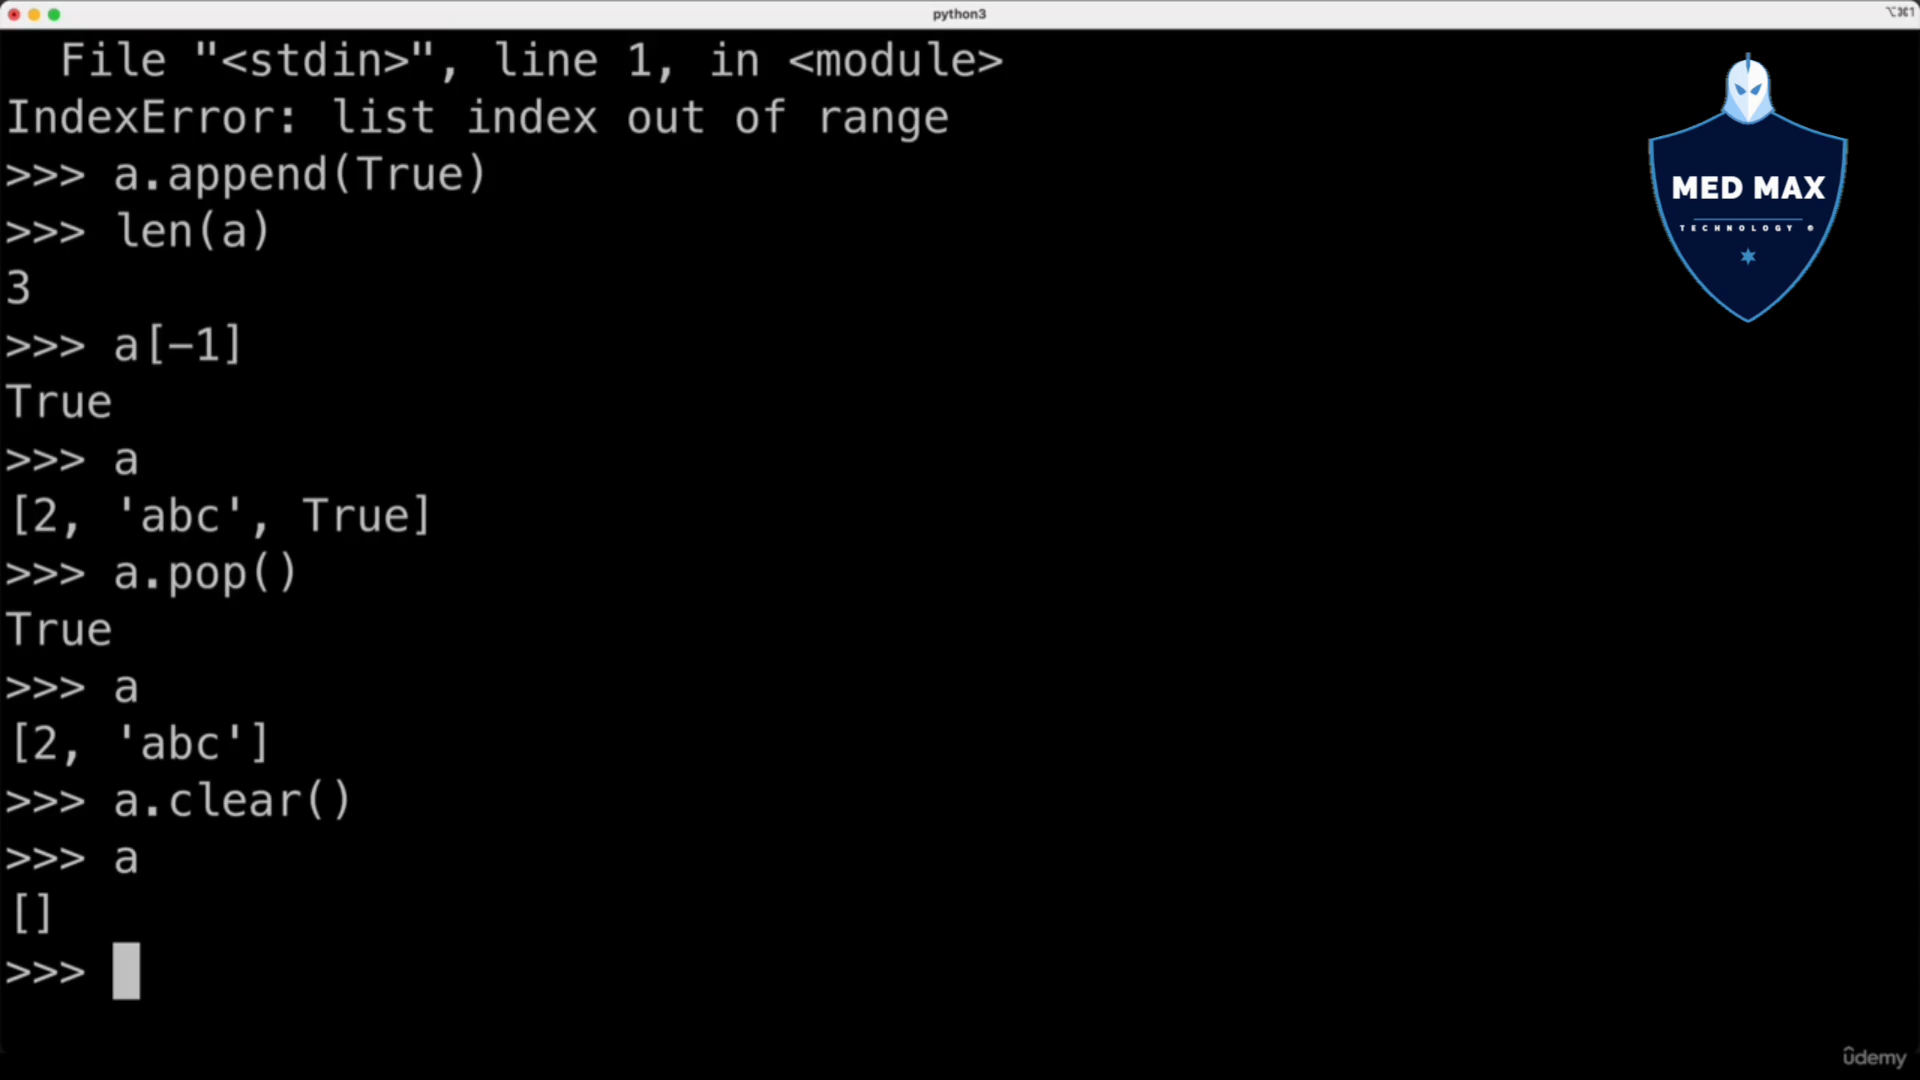 python3
⌥⌘1
File "<stdin>", line 1, in <module>
IndexError: list index out of range
>>> a.append(True)
>>> len(a)
3
>>> a[-1]
True
>>> a
[2, 'abc', True]
>>> a.pop()
True
>>> a
[2, 'abc']
>>> a.clear()
>>> a
[]
>>>
MED MAX
TECHNOLOGY
udemy